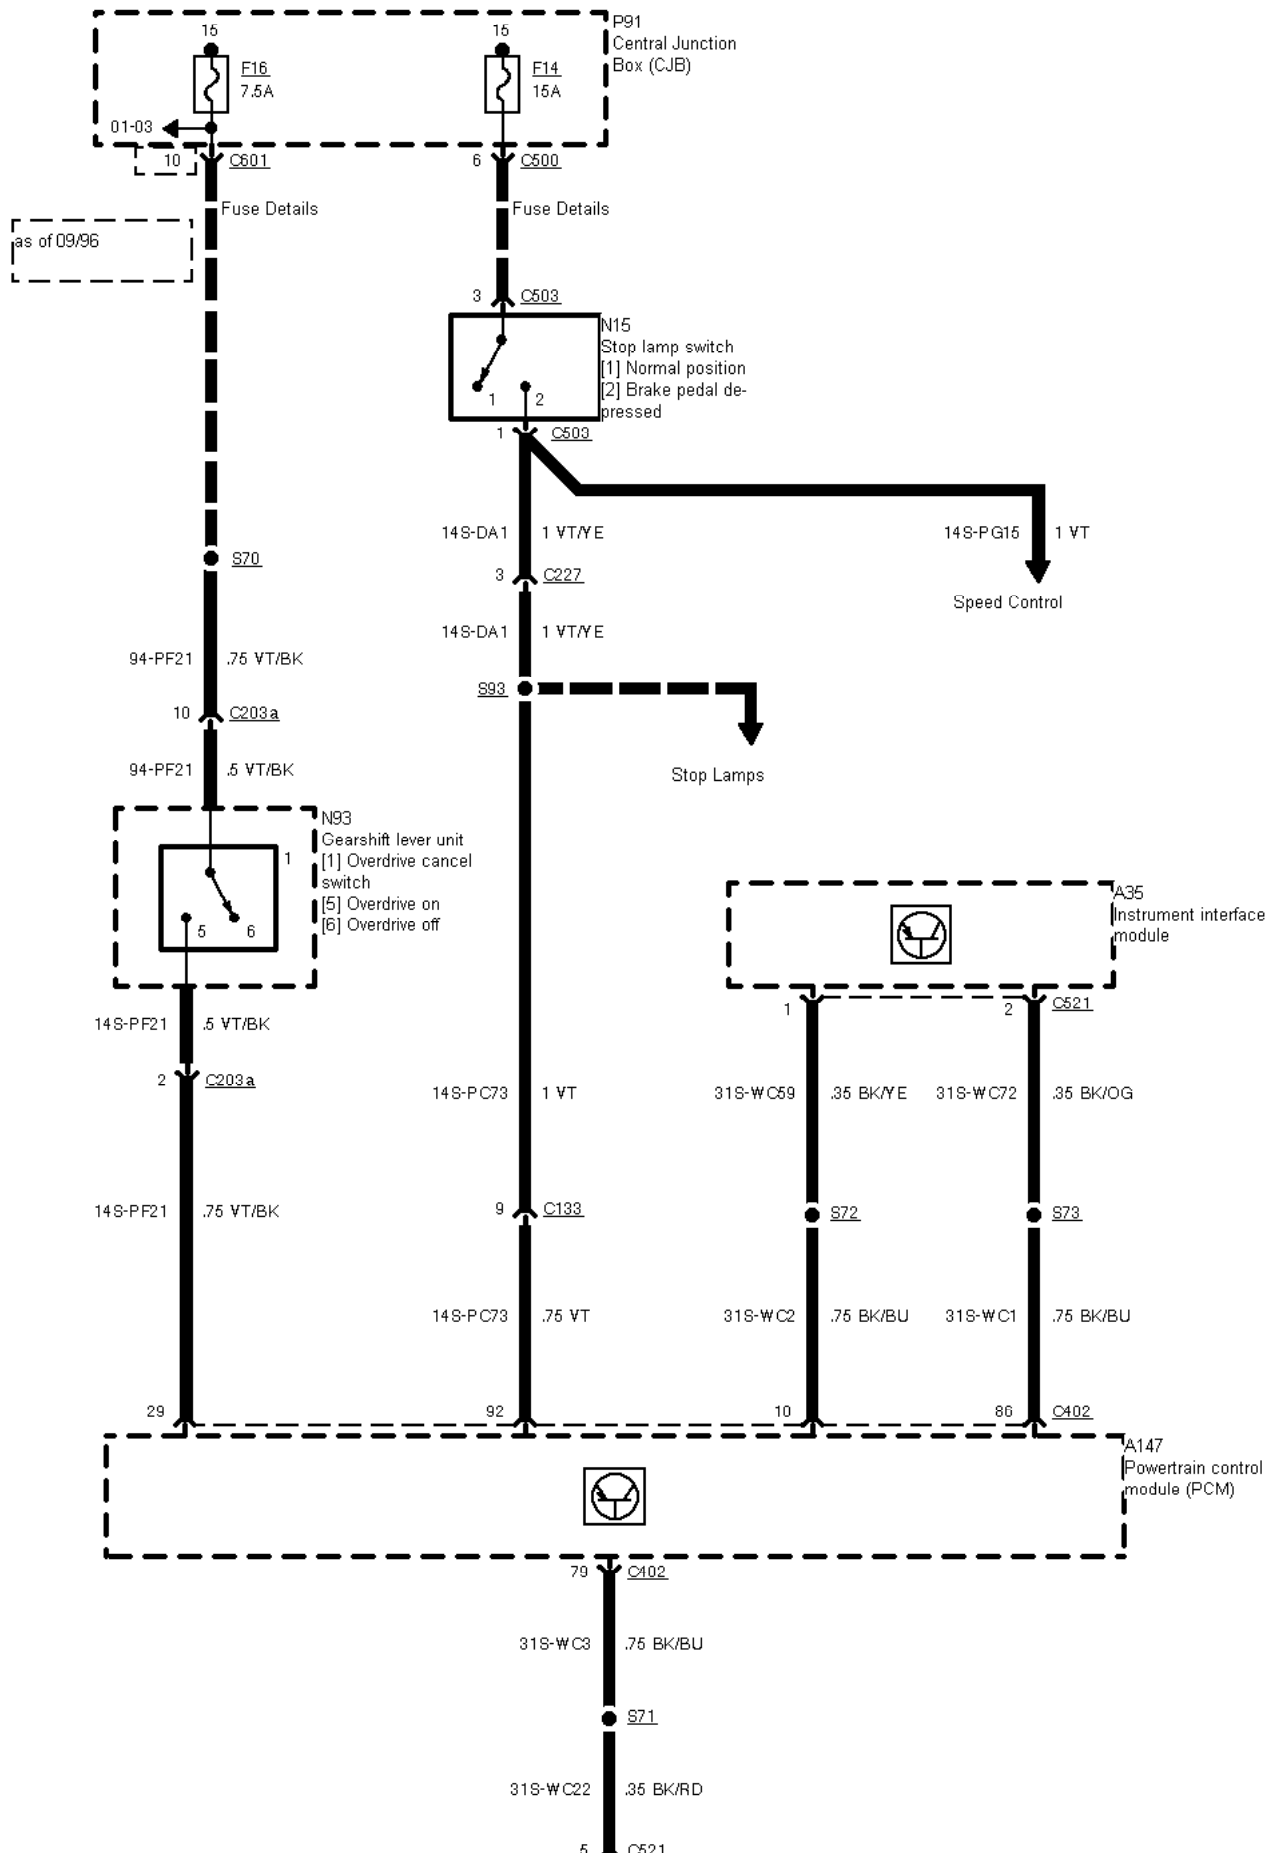 P91
15
15
Central Junction
Box (CJB)
F16
7.5A
F14
15A
01-03
10
C601
6
C500
Fuse Details
Fuse Details
as of 09/96
3
C503
N15
Stop lamp switch
[1] Normal position
[2] Brake pedal de-
pressed
1
2
1
C503
14S-DA1
1 VT/YE
14S-PG15
1 VT
S70
3
C227
Speed Control
14S-DA1
1 VT/YE
94-PF21
.75 VT/BK
S93
10
C203a
94-PF21
.5 VT/BK
Stop Lamps
N93
Gearshift lever unit
[1] Overdrive cancel
switch
[5] Overdrive on
[6] Overdrive off
1
5
6
A35
Instrument interface
module
1
2
C521
14S-PF21
.5 VT/BK
2
C203a
14S-PC73
1 VT
31S-WC59
.35 BK/YE
31S-WC72
.35 BK/OG
14S-PF21
.75 VT/BK
9
C133
S72
S73
14S-PC73
.75 VT
31S-WC2
.75 BK/BU
31S-WC1
.75 BK/BU
29
92
10
86
C402
A147
Powertrain control
module (PCM)
79
C402
31S-WC3
.75 BK/BU
S71
31S-WC22
.35 BK/RD
5
C521